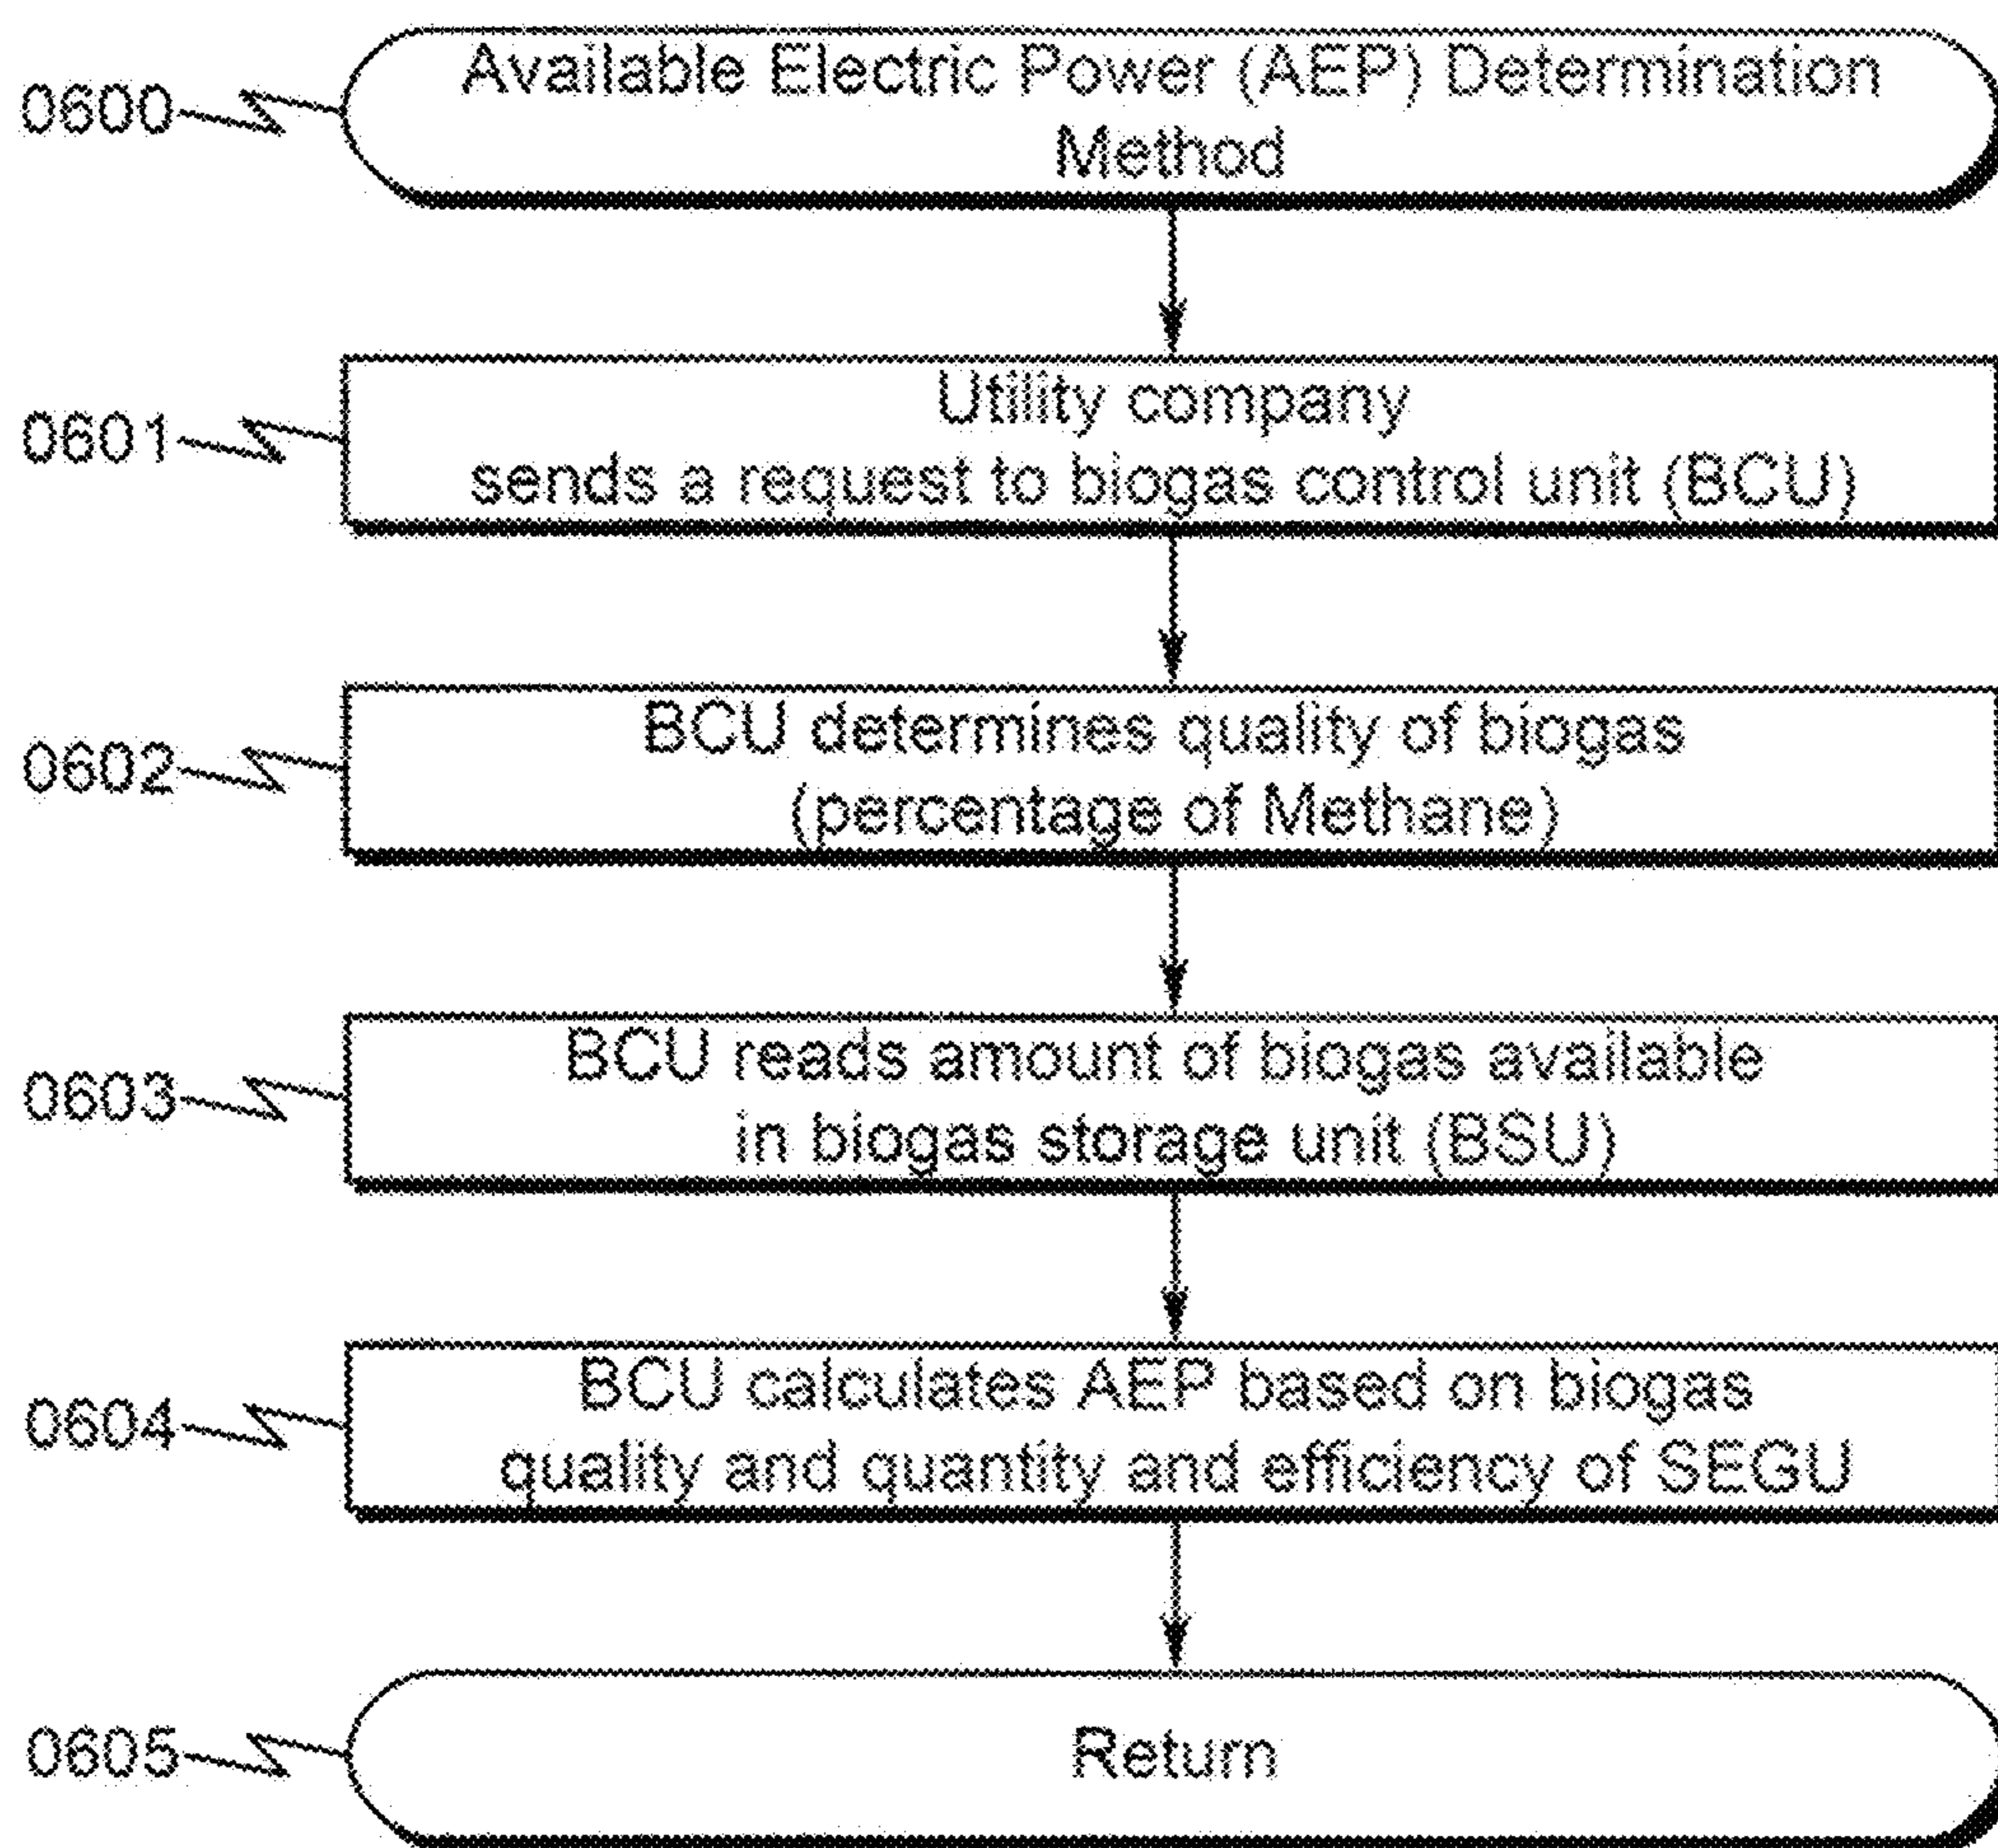 0600
Available Electric Power (AEP) Determination
Method
0601
Utility company
sends a request to biogas control unit (BCU)
0602
BCU determines quality of biogas
(percentage of Methane)
0603
BCU reads amount of biogas available
in biogas storage unit (BSU)
0604
BCU calculates AEP based on biogas
quality and quantity and efficiency of SEGU
0605
Return